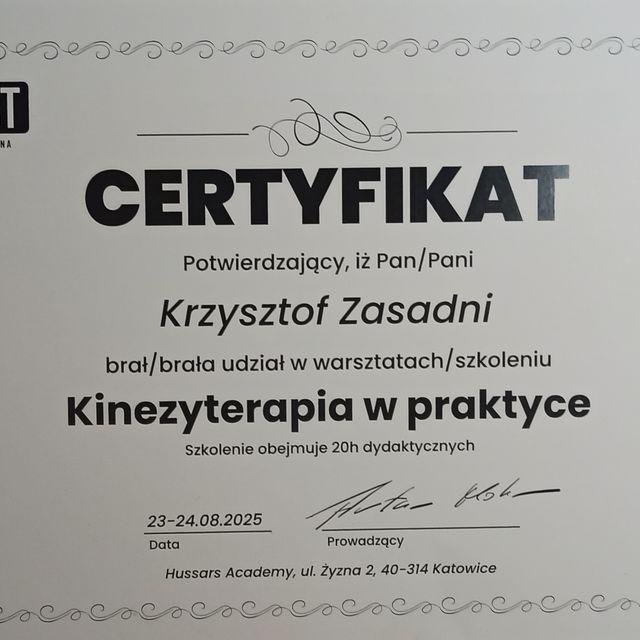 T
NA
CERTYFIKAT
Potwierdzający, iż Pan/Pani
Krzysztof Zasadni
brał/brała udział w warsztatach/szkoleniu
Kinezyterapia w praktyce
Szkolenie obejmuje 20h dydaktycznych
23-24.08.2025
Data
Prowadzący
Hussars Academy, ul. Żyzna 2, 40-314 Katowice